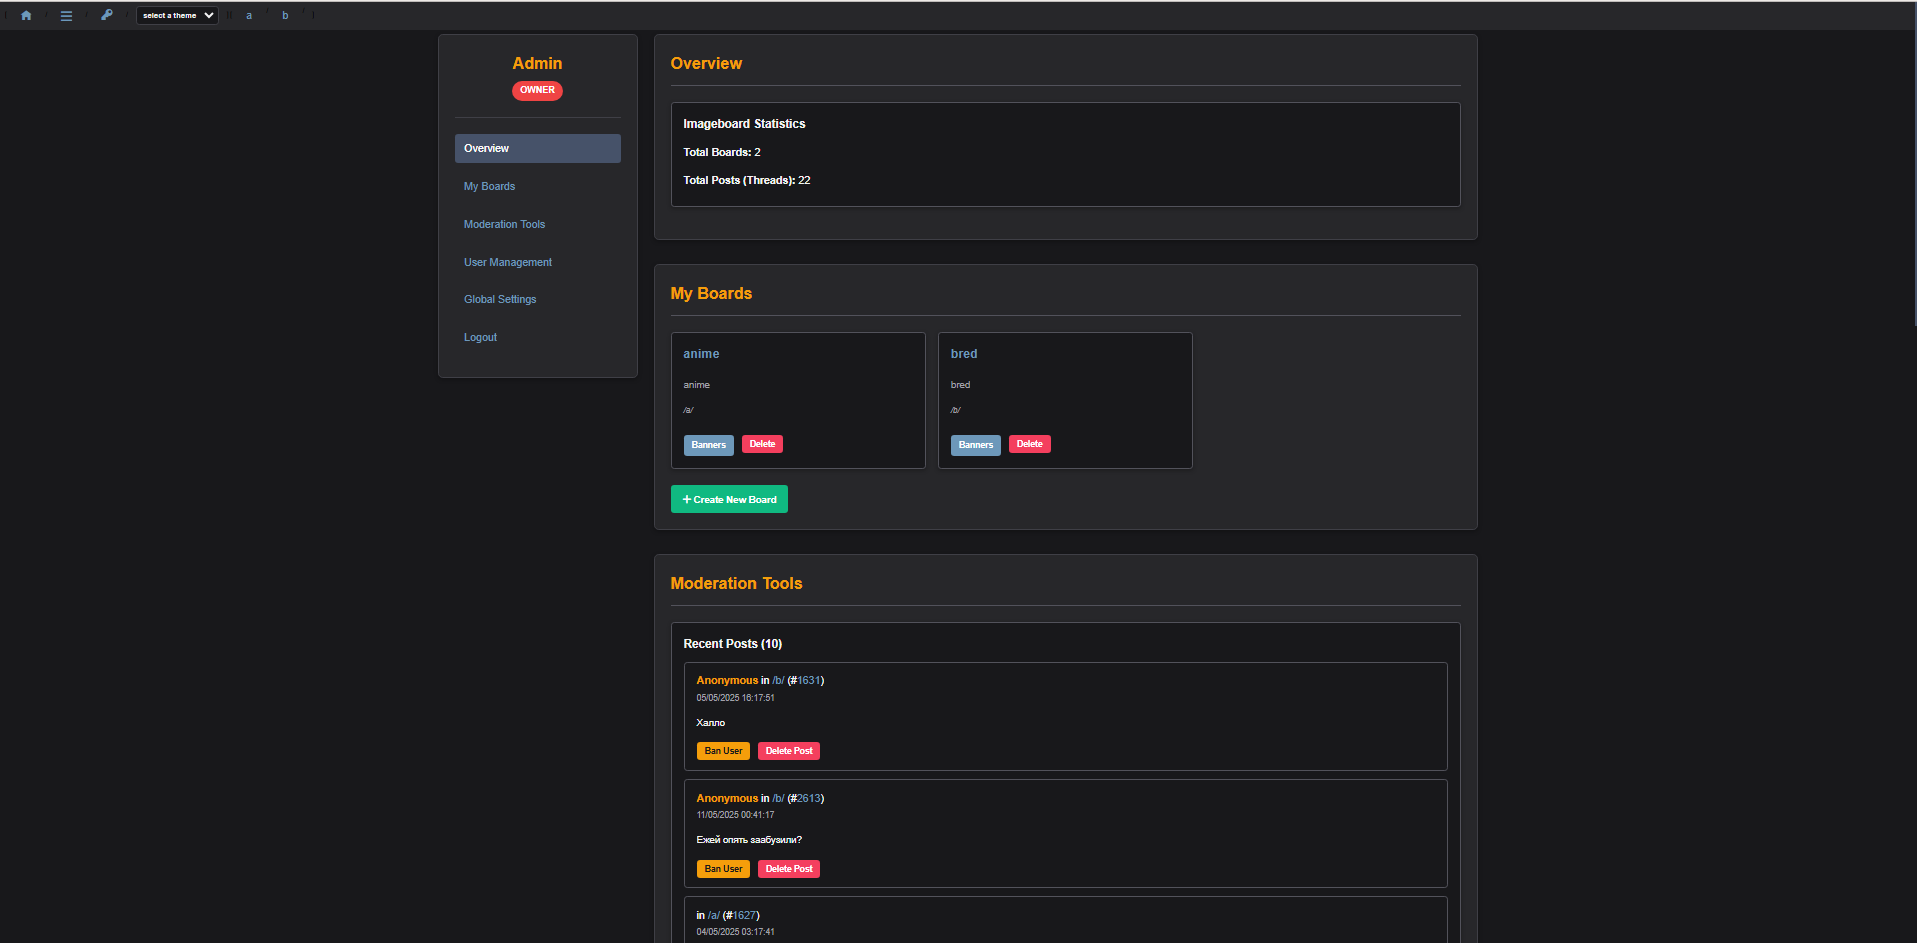 select a theme
a / b
Admin
OWNER
Overview
My Boards
Moderation Tools
User Management
Global Settings
Logout
Overview
Imageboard Statistics
Total Boards: 2
Total Posts (Threads): 22
My Boards
anime
anime
/a/
Banners Delete
bred
bred
/b/
Banners Delete
+ Create New Board
Moderation Tools
Recent Posts (10)
Anonymous in /b/ (#1631)
05/05/2025 16:17:51
Халло
Ban User Delete Post
Anonymous in /b/ (#2613)
11/05/2025 00:41:17
Ежей опять заабузили?
Ban User Delete Post
in /a/ (#1627)
04/05/2025 03:17:41